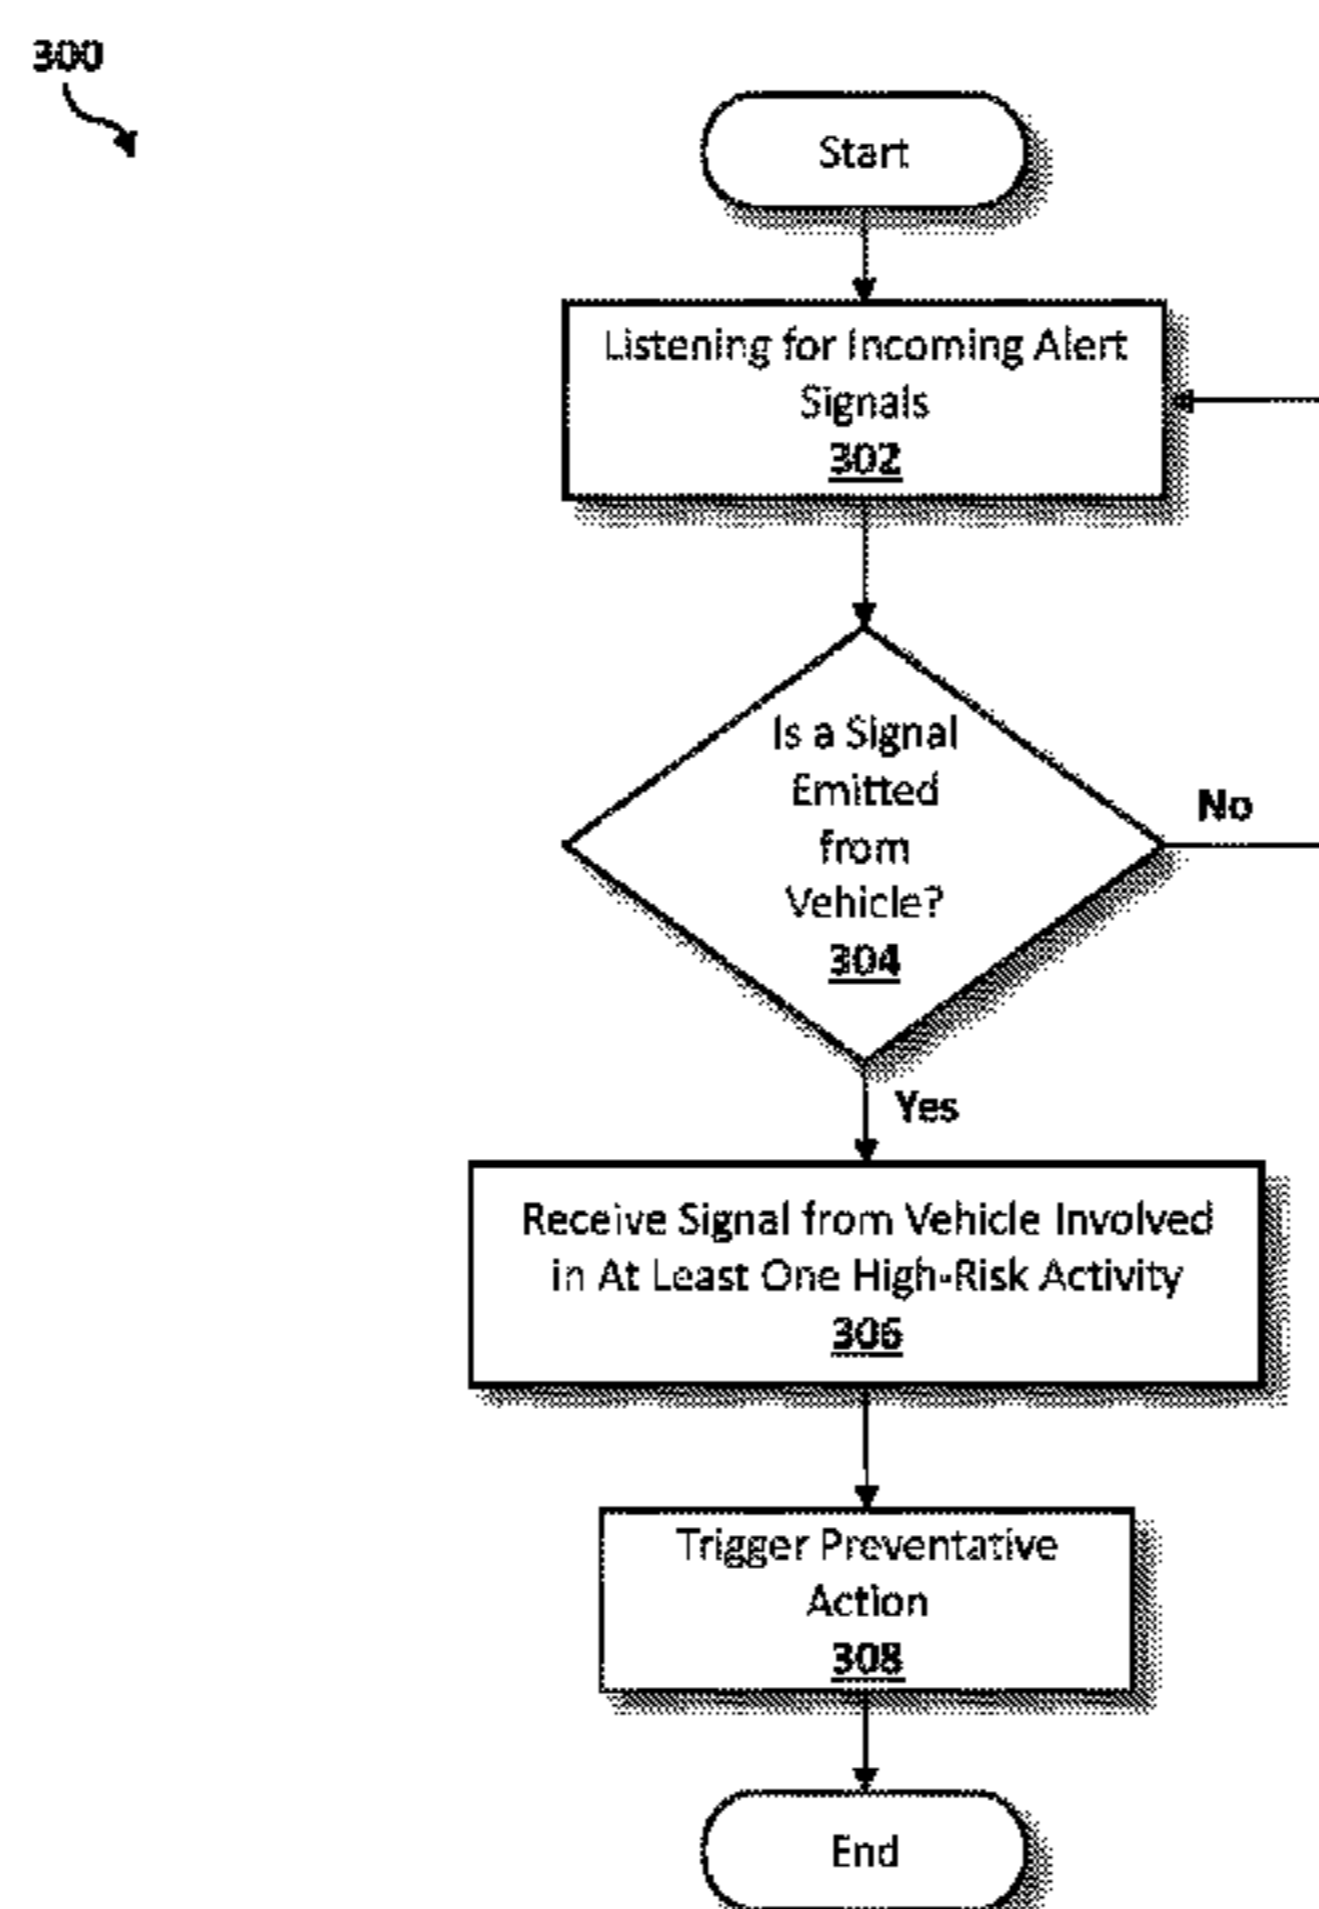 300
Start
Listening for Incoming Alert
Signals
302
Is a Signal
Emitted
from
Vehicle?
304
No
Yes
Receive Signal from Vehicle Involved
in At Least One High-Risk Activity
306
Trigger Preventative
Action
308
End